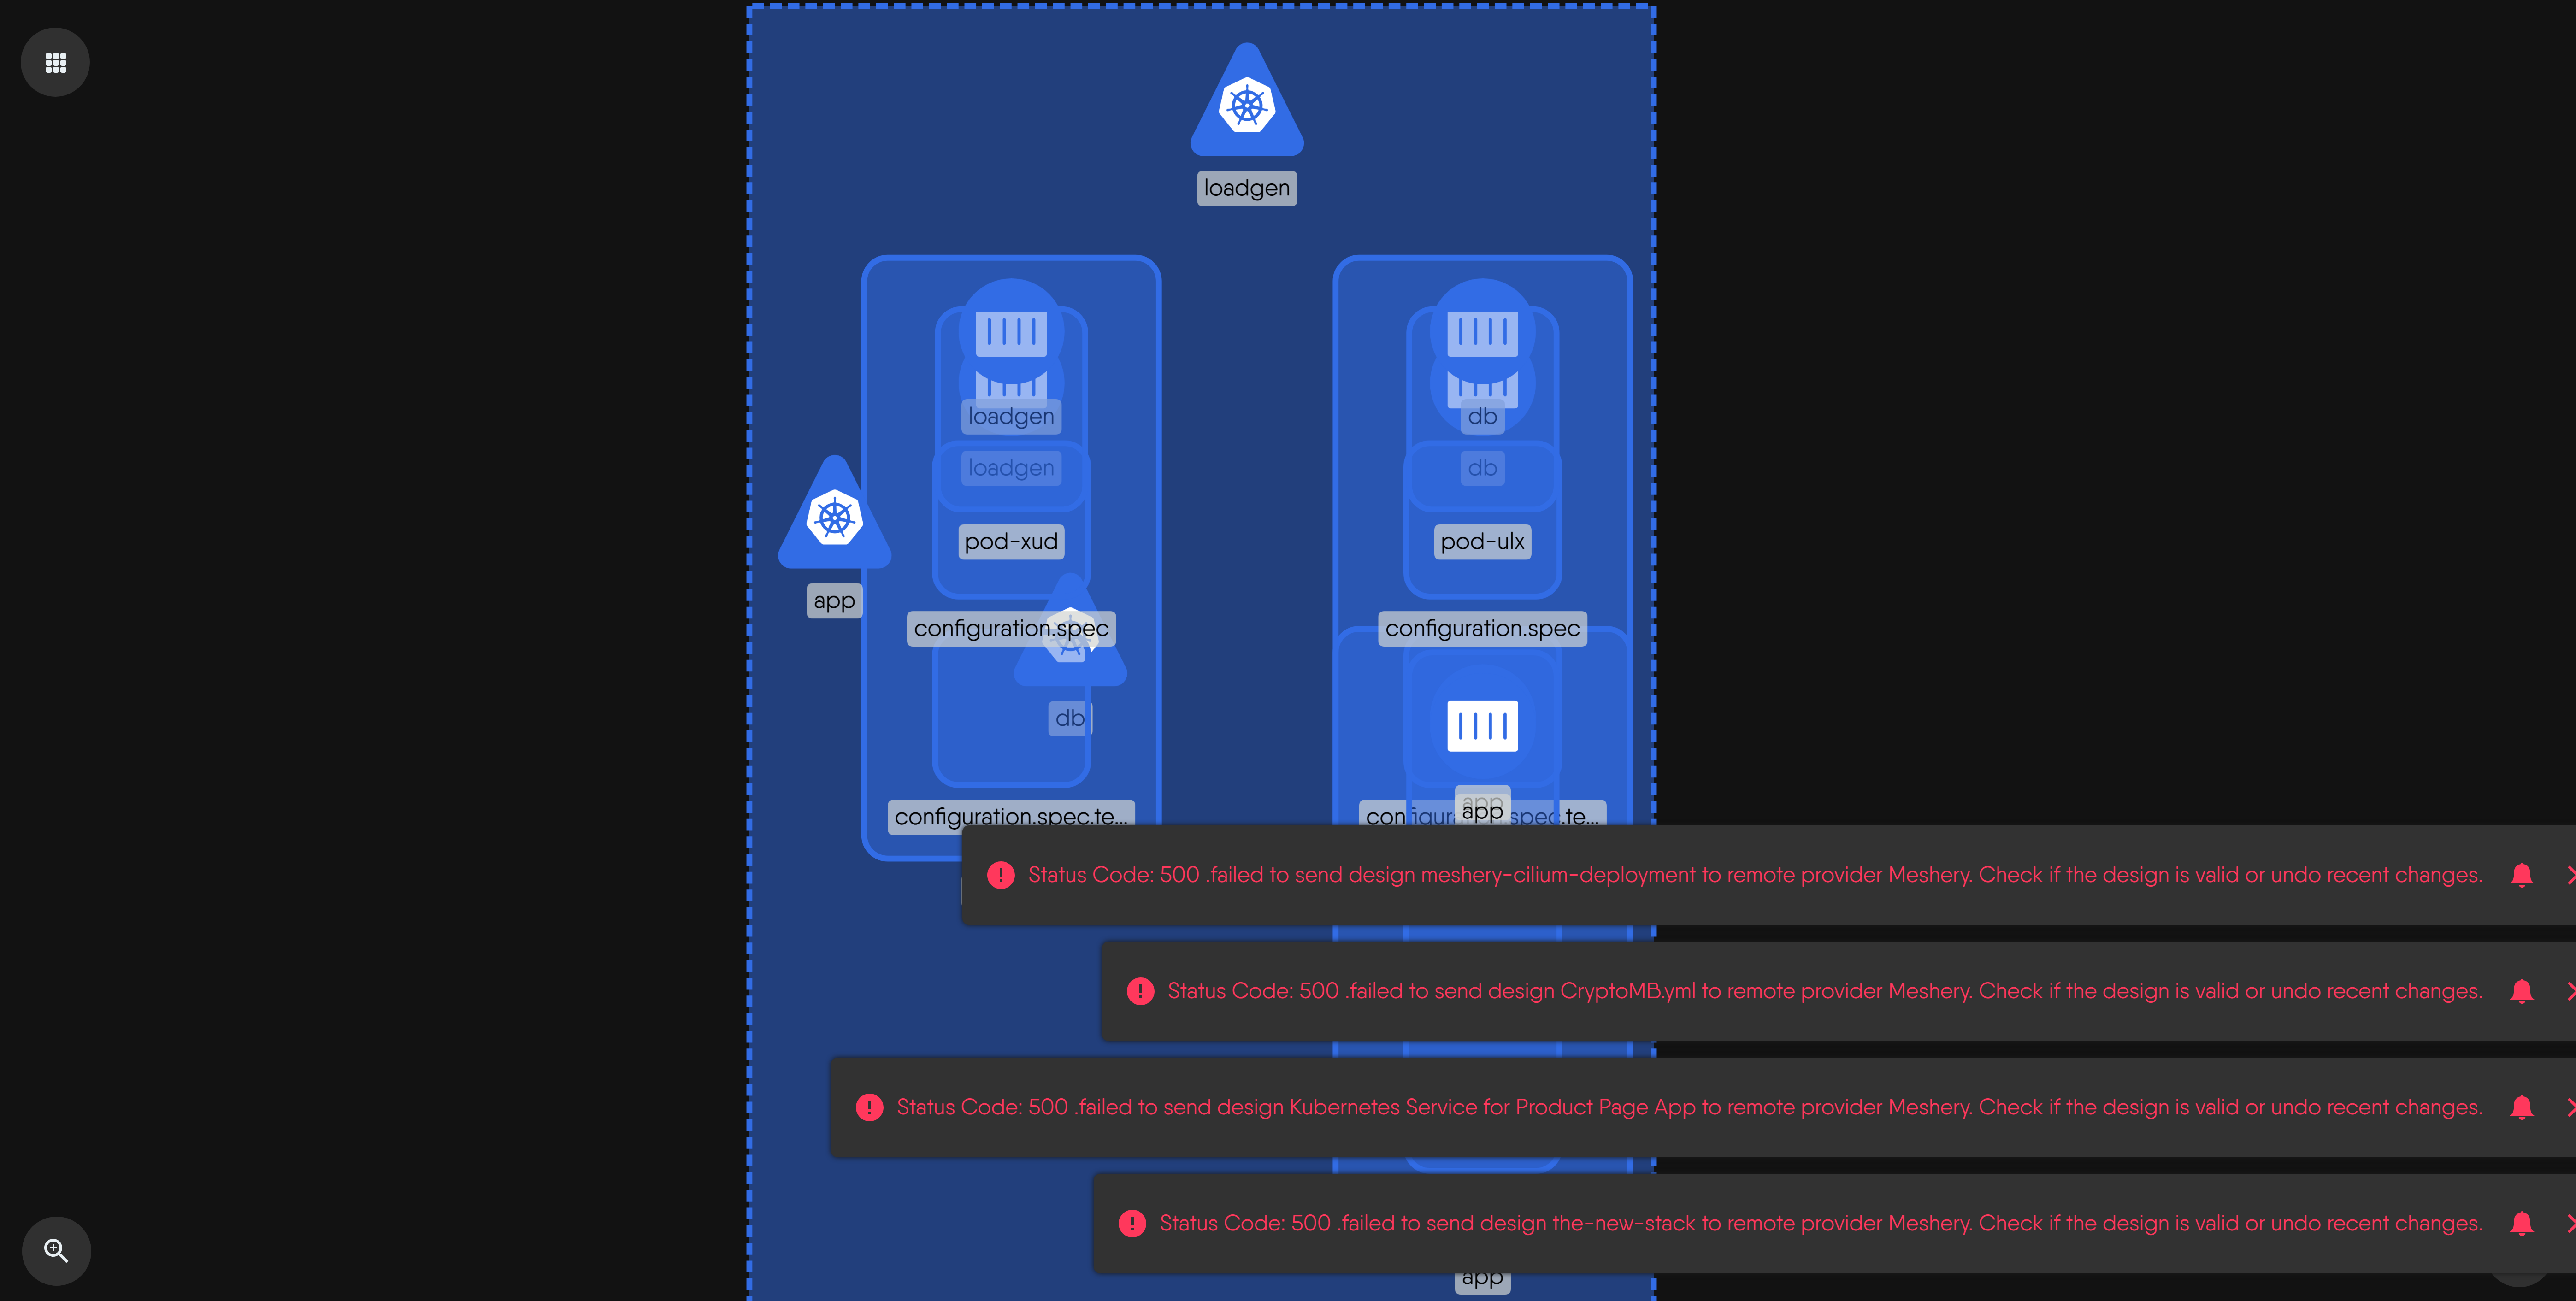 loadgen
loadgen
db
loadgen
db
pod-xud
pod-ulx
app
configuration.spec
configuration.spec
db
app
app
configuration.spec.te...
configuration.spec.te...
Status Code: 500 .failed to send design meshery-cilium-deployment to remote provider Meshery. Check if the design is valid or undo recent changes.
Status Code: 500 .failed to send design CryptoMB.yml to remote provider Meshery. Check if the design is valid or undo recent changes.
Status Code: 500 .failed to send design Kubernetes Service for Product Page App to remote provider Meshery. Check if the design is valid or undo recent changes.
Status Code: 500 .failed to send design the-new-stack to remote provider Meshery. Check if the design is valid or undo recent changes.
app